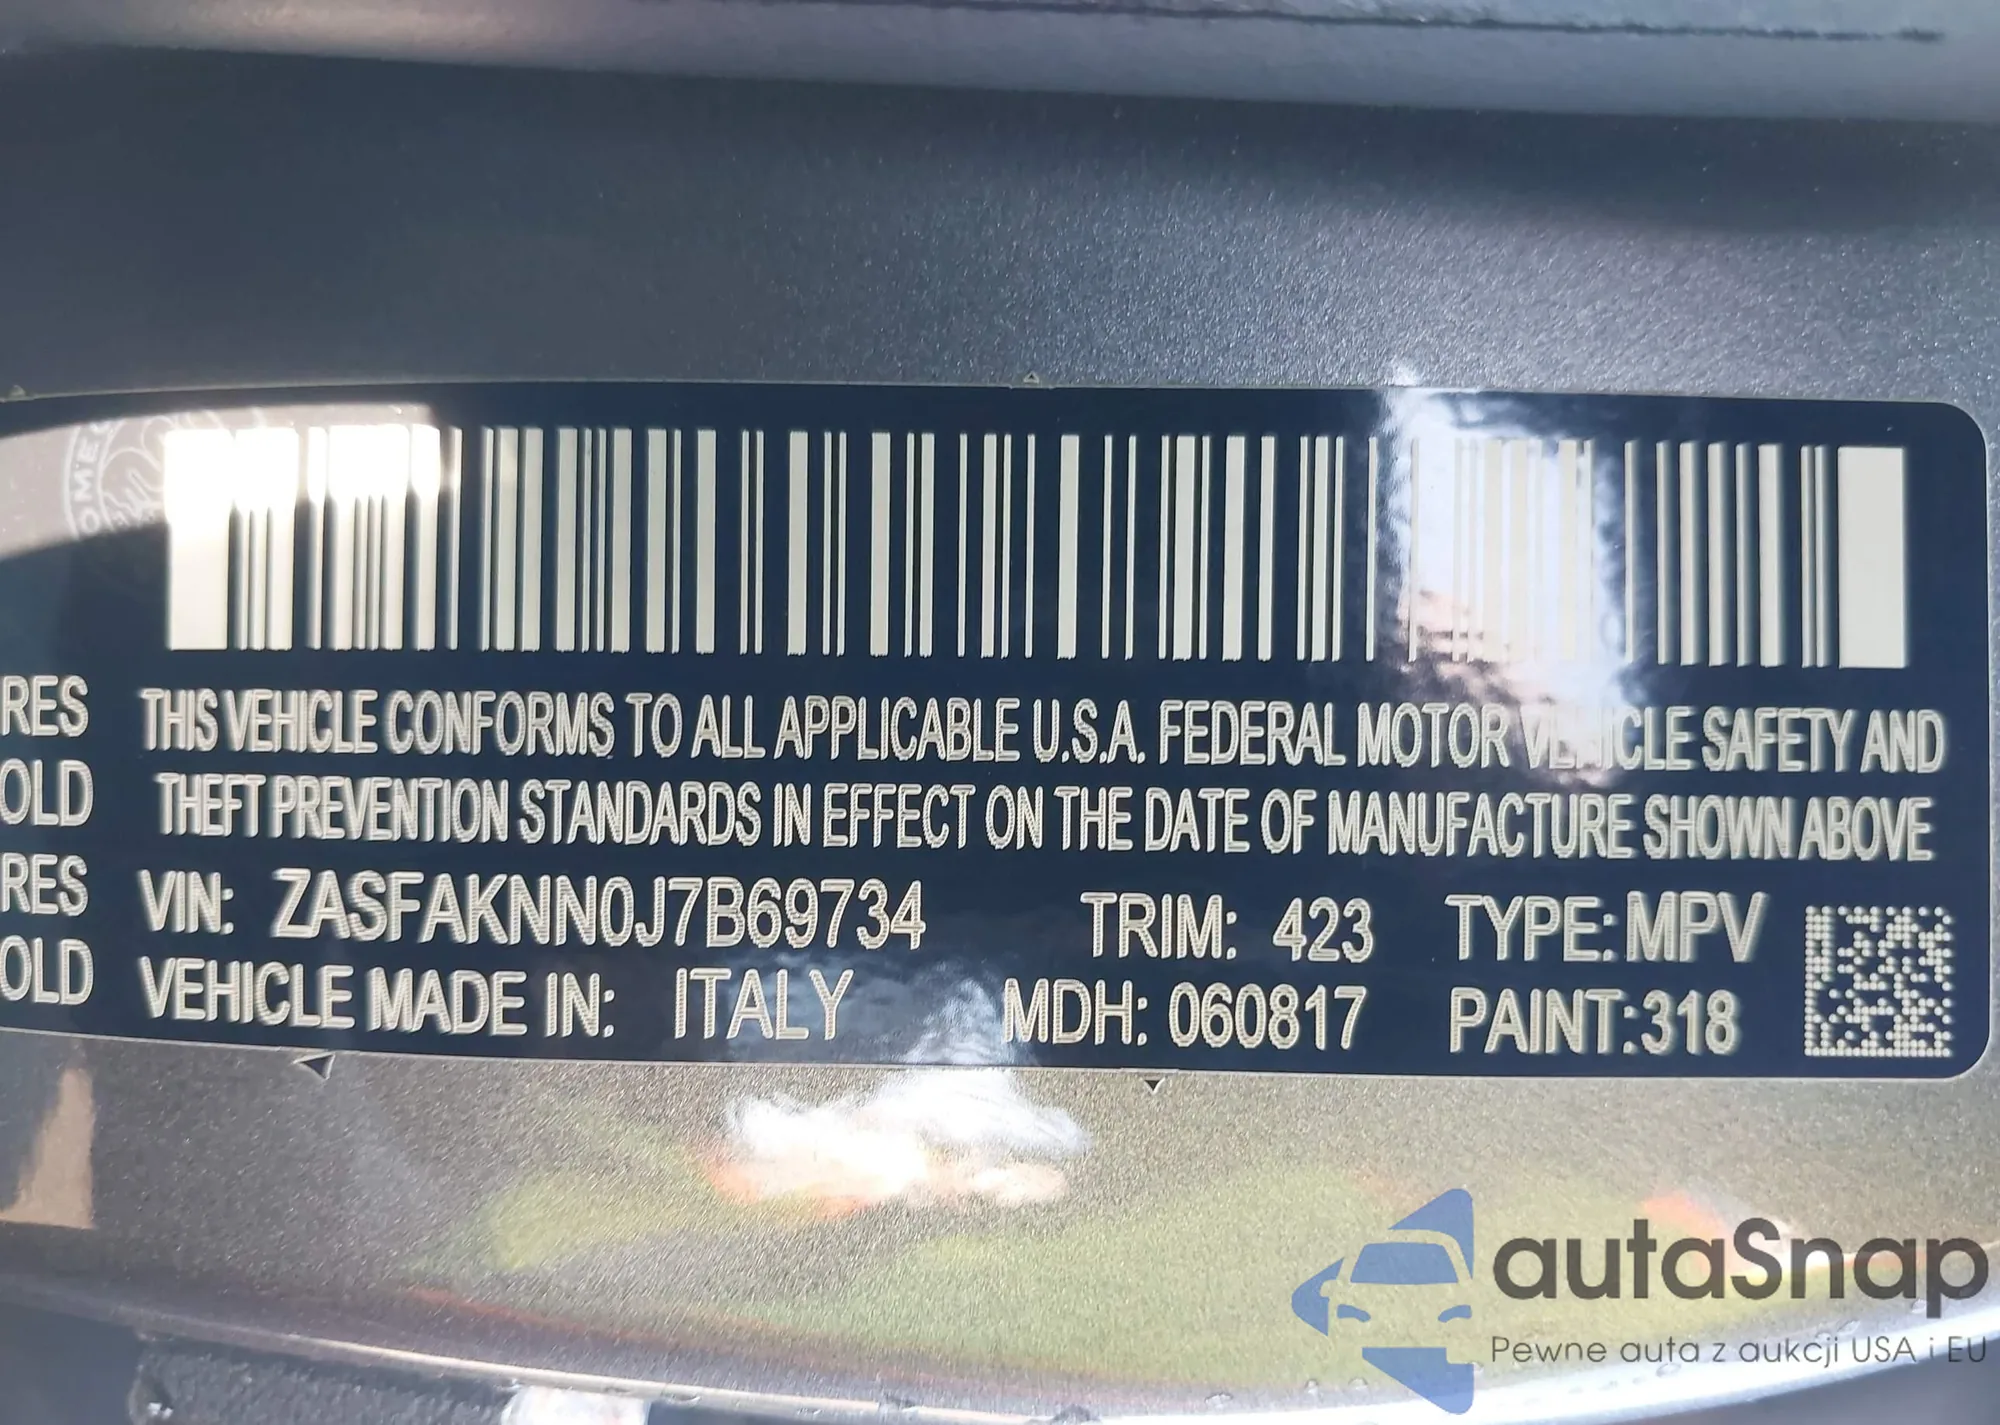 OMEO
RES
OLD
RES
OLD
THIS VEHICLE CONFORMS TO ALL APPLICABLE U.S.A. FEDERAL MOTOR VEHICLE SAFETY AND
THEFT PREVENTION STANDARDS IN EFFECT ON THE DATE OF MANUFACTURE SHOWN ABOVE
VIN: ZASFAKNN0J7B69734 TRIM: 423 TYPE: MPV
VEHICLE MADE IN: ITALY MDH: 060817 PAINT: 318
autaSnap
Pewne auta z aukcji USA i EU